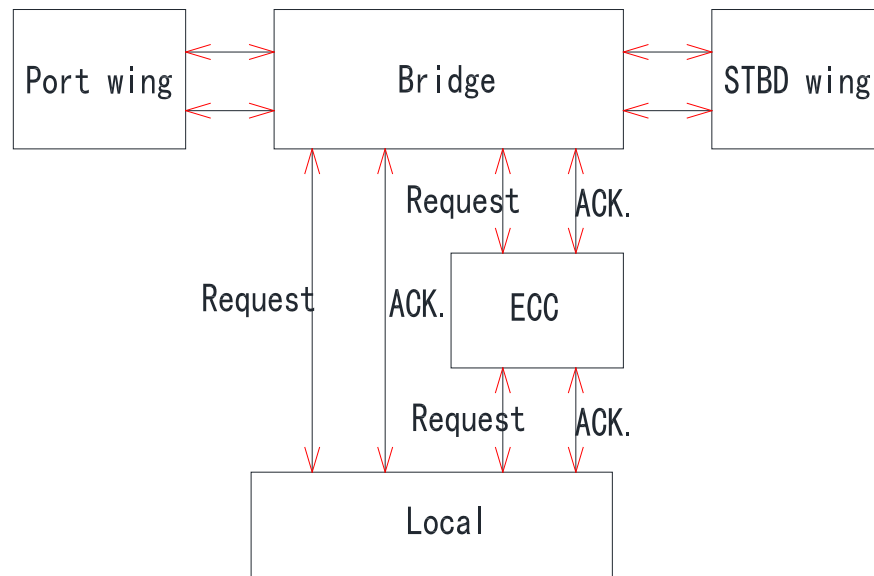 Port wing
Bridge
STBD wing
Request
ACK.
Request
ACK.
ECC
Request
ACK.
Local